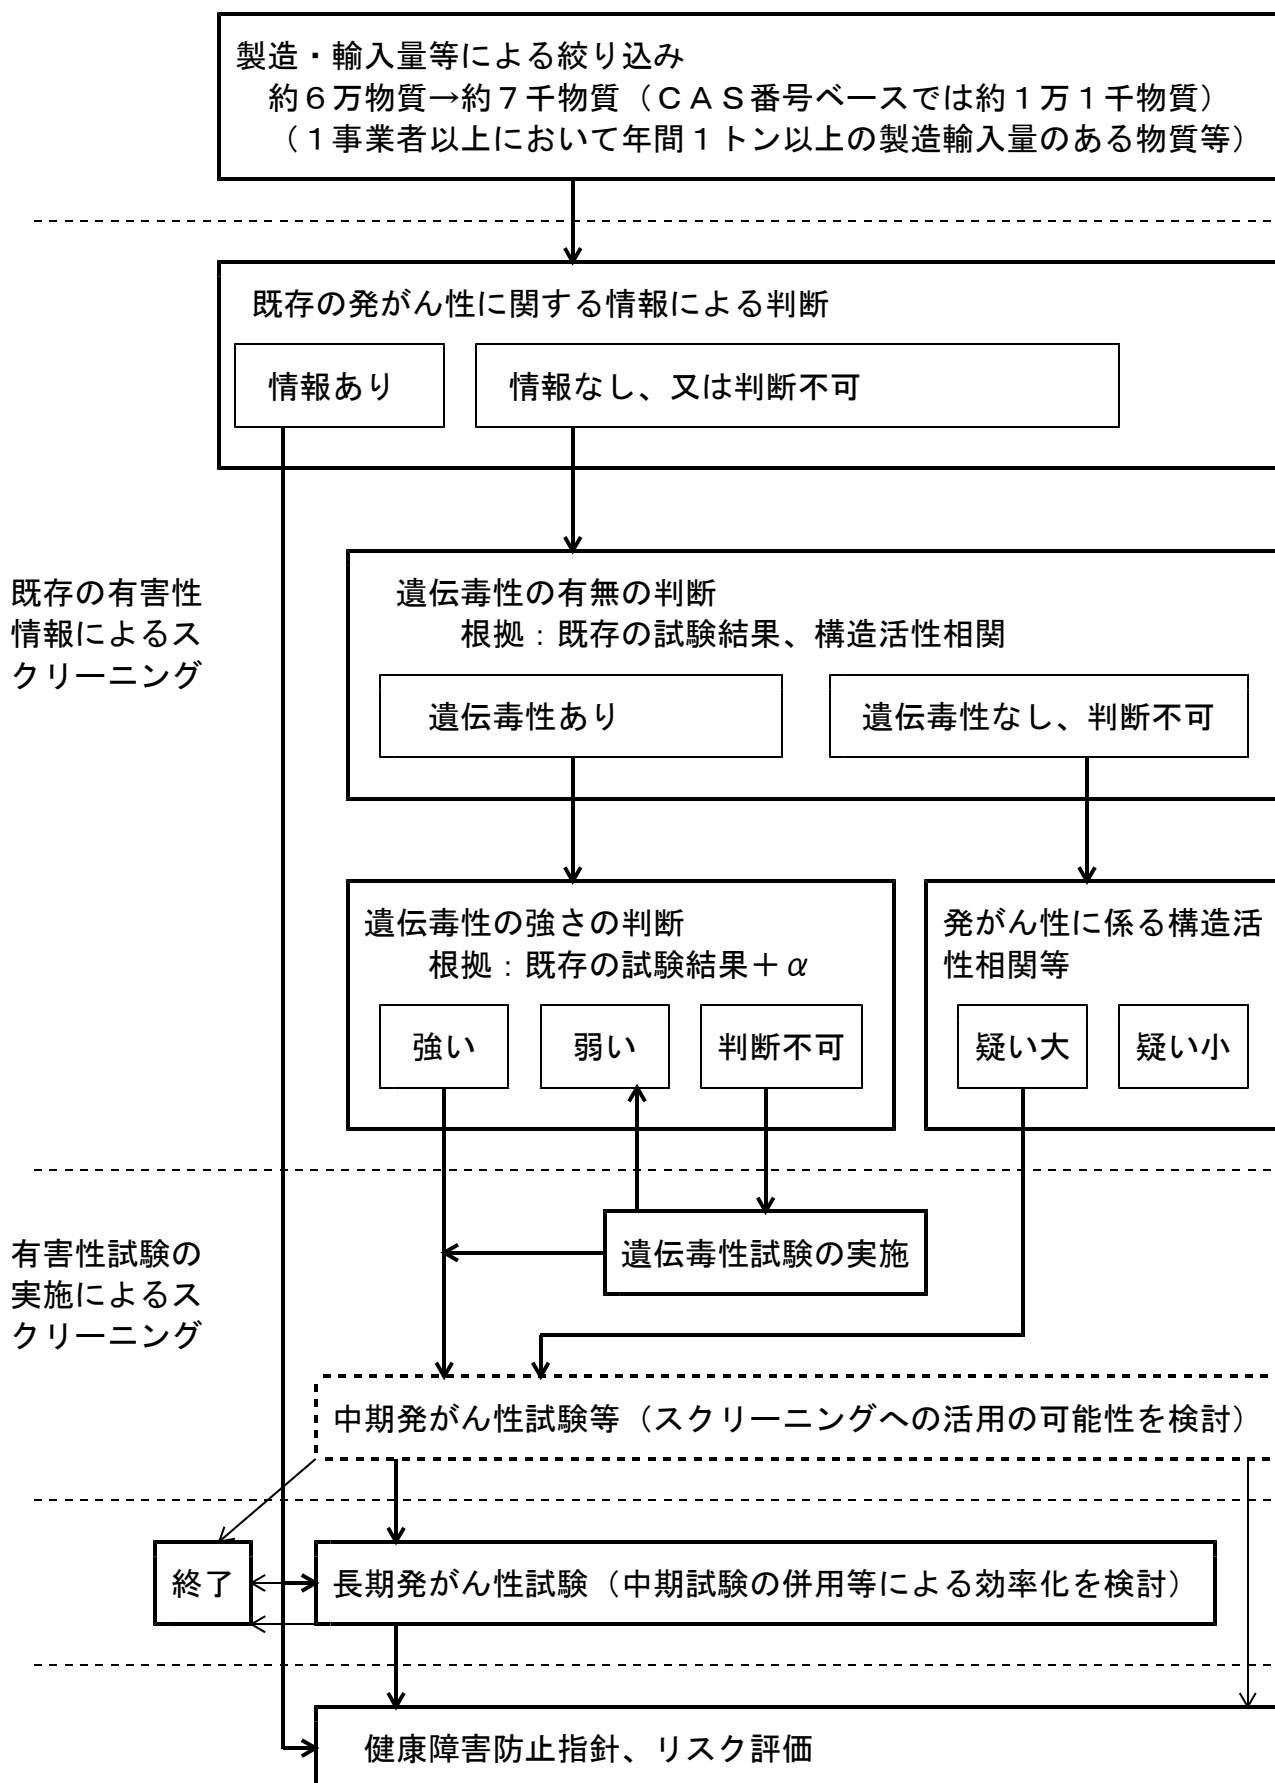 製造・輸入量等による絞り込み
約６万物質→約７千物質（ＣＡＳ番号ベースでは約１万１千物質）
（１事業者以上において年間１トン以上の製造輸入量のある物質等）
既存の発がん性に関する情報による判断
情報あり
情報なし、又は判断不可
既存の有害性
情報によるス
クリーニング
遺伝毒性の有無の判断
根拠：既存の試験結果、構造活性相関
遺伝毒性あり
遺伝毒性なし、判断不可
遺伝毒性の強さの判断
根拠：既存の試験結果＋α
強い
弱い
判断不可
発がん性に係る構造活
性相関等
疑い大
疑い小
有害性試験の
実施によるス
クリーニング
遺伝毒性試験の実施
中期発がん性試験等（スクリーニングへの活用の可能性を検討）
終了
長期発がん性試験（中期試験の併用等による効率化を検討）
健康障害防止指針、リスク評価